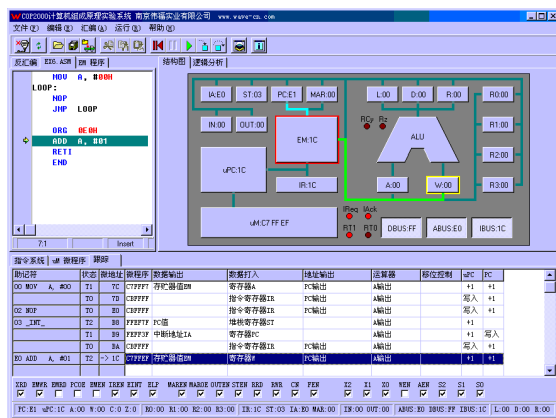 COP2000计算机组成原理实验系统 南京伟福实业有限公司 www.wave-cn.com
文件(F) 编辑(E) 汇编(A) 运行(R) 帮助(H)
反汇编 EX6.ASM EM 程序
结构图 逻辑分析
MOV A, #00H
LOOP:
NOP
JMP LOOP
ORG 0E0H
ADD A, #01
RETI
END
7:1 Insert
IA:E0 ST:03 PC:E1 MAR:00 L:00 D:00 R:00 R0:00
IN:00 OUT:00 EM:1C RCy Rz ALU R1:00
R2:00
uPC:1C IR:1C A:00 W:00 R3:00
uM:C7 FF EF IReq IAck
RT1 RT0 DBUS:FF ABUS:E0 IBUS:1C
指令系统 uM 微程序 跟踪
助记符 状态 微地址 微程序 数据输出 数据打入 地址输出 运算器 移位控制 uPC PC
00 MOV A, #00 T1 7C C7FFF7 存贮器值EM 寄存器A PC输出 A输出 +1 +1
T0 7D CBFFFF 指令寄存器IR PC输出 A输出 写入 +1
02 NOP T0 E0 CBFFFF 指令寄存器IR PC输出 A输出 写入 +1
03 _INT_ T2 B8 FFEF7F PC值 堆栈寄存器ST A输出 +1
T1 B9 FEFF3F 中断地址IA 寄存器PC A输出 +1 写入
T0 BA CBFFFF 指令寄存器IR PC输出 A输出 写入 +1
E0 ADD A, #01 T2 -> 1C C7FFEF 存贮器值EM 寄存器W PC输出 A输出 +1 +1
XRD EMWR EMRD PCOE EMEN IREN EINT ELP MAREN MAROE OUTEN STEN RRD RWR CN FEN X2 X1 X0 WEN AEN S2 S1 S0
PC:E1 uPC:1C A:00 W:00 C:0 Z:0 R0:00 R1:00 R2:00 R3:00 IR:1C ST:03 IA:E0 MAR:00 IN:00 OUT:00 ABUS:E0 DBUS:FF IBUS:1C L:00 D:00 R:00